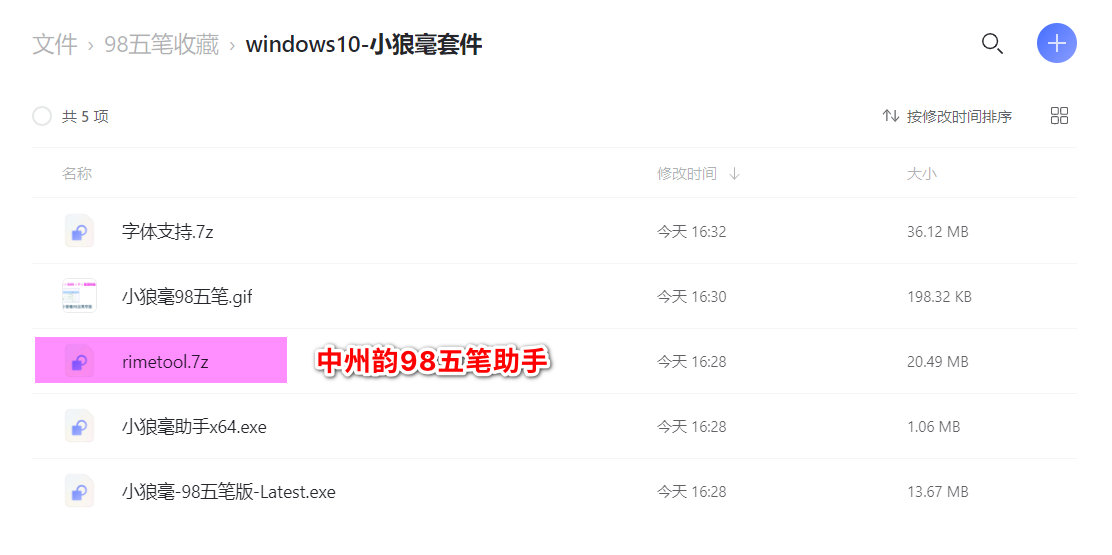 文件 › 98五笔收藏 › windows10-小狼毫套件
共 5 项 按修改时间排序
名称 修改时间 大小
字体支持.7z 今天 16:32 36.12 MB
小狼毫98五笔.gif 今天 16:30 198.32 KB
rimetool.7z 中州韵98五笔助手 今天 16:28 20.49 MB
小狼毫助手x64.exe 今天 16:28 1.06 MB
小狼毫-98五笔版-Latest.exe 今天 16:28 13.67 MB